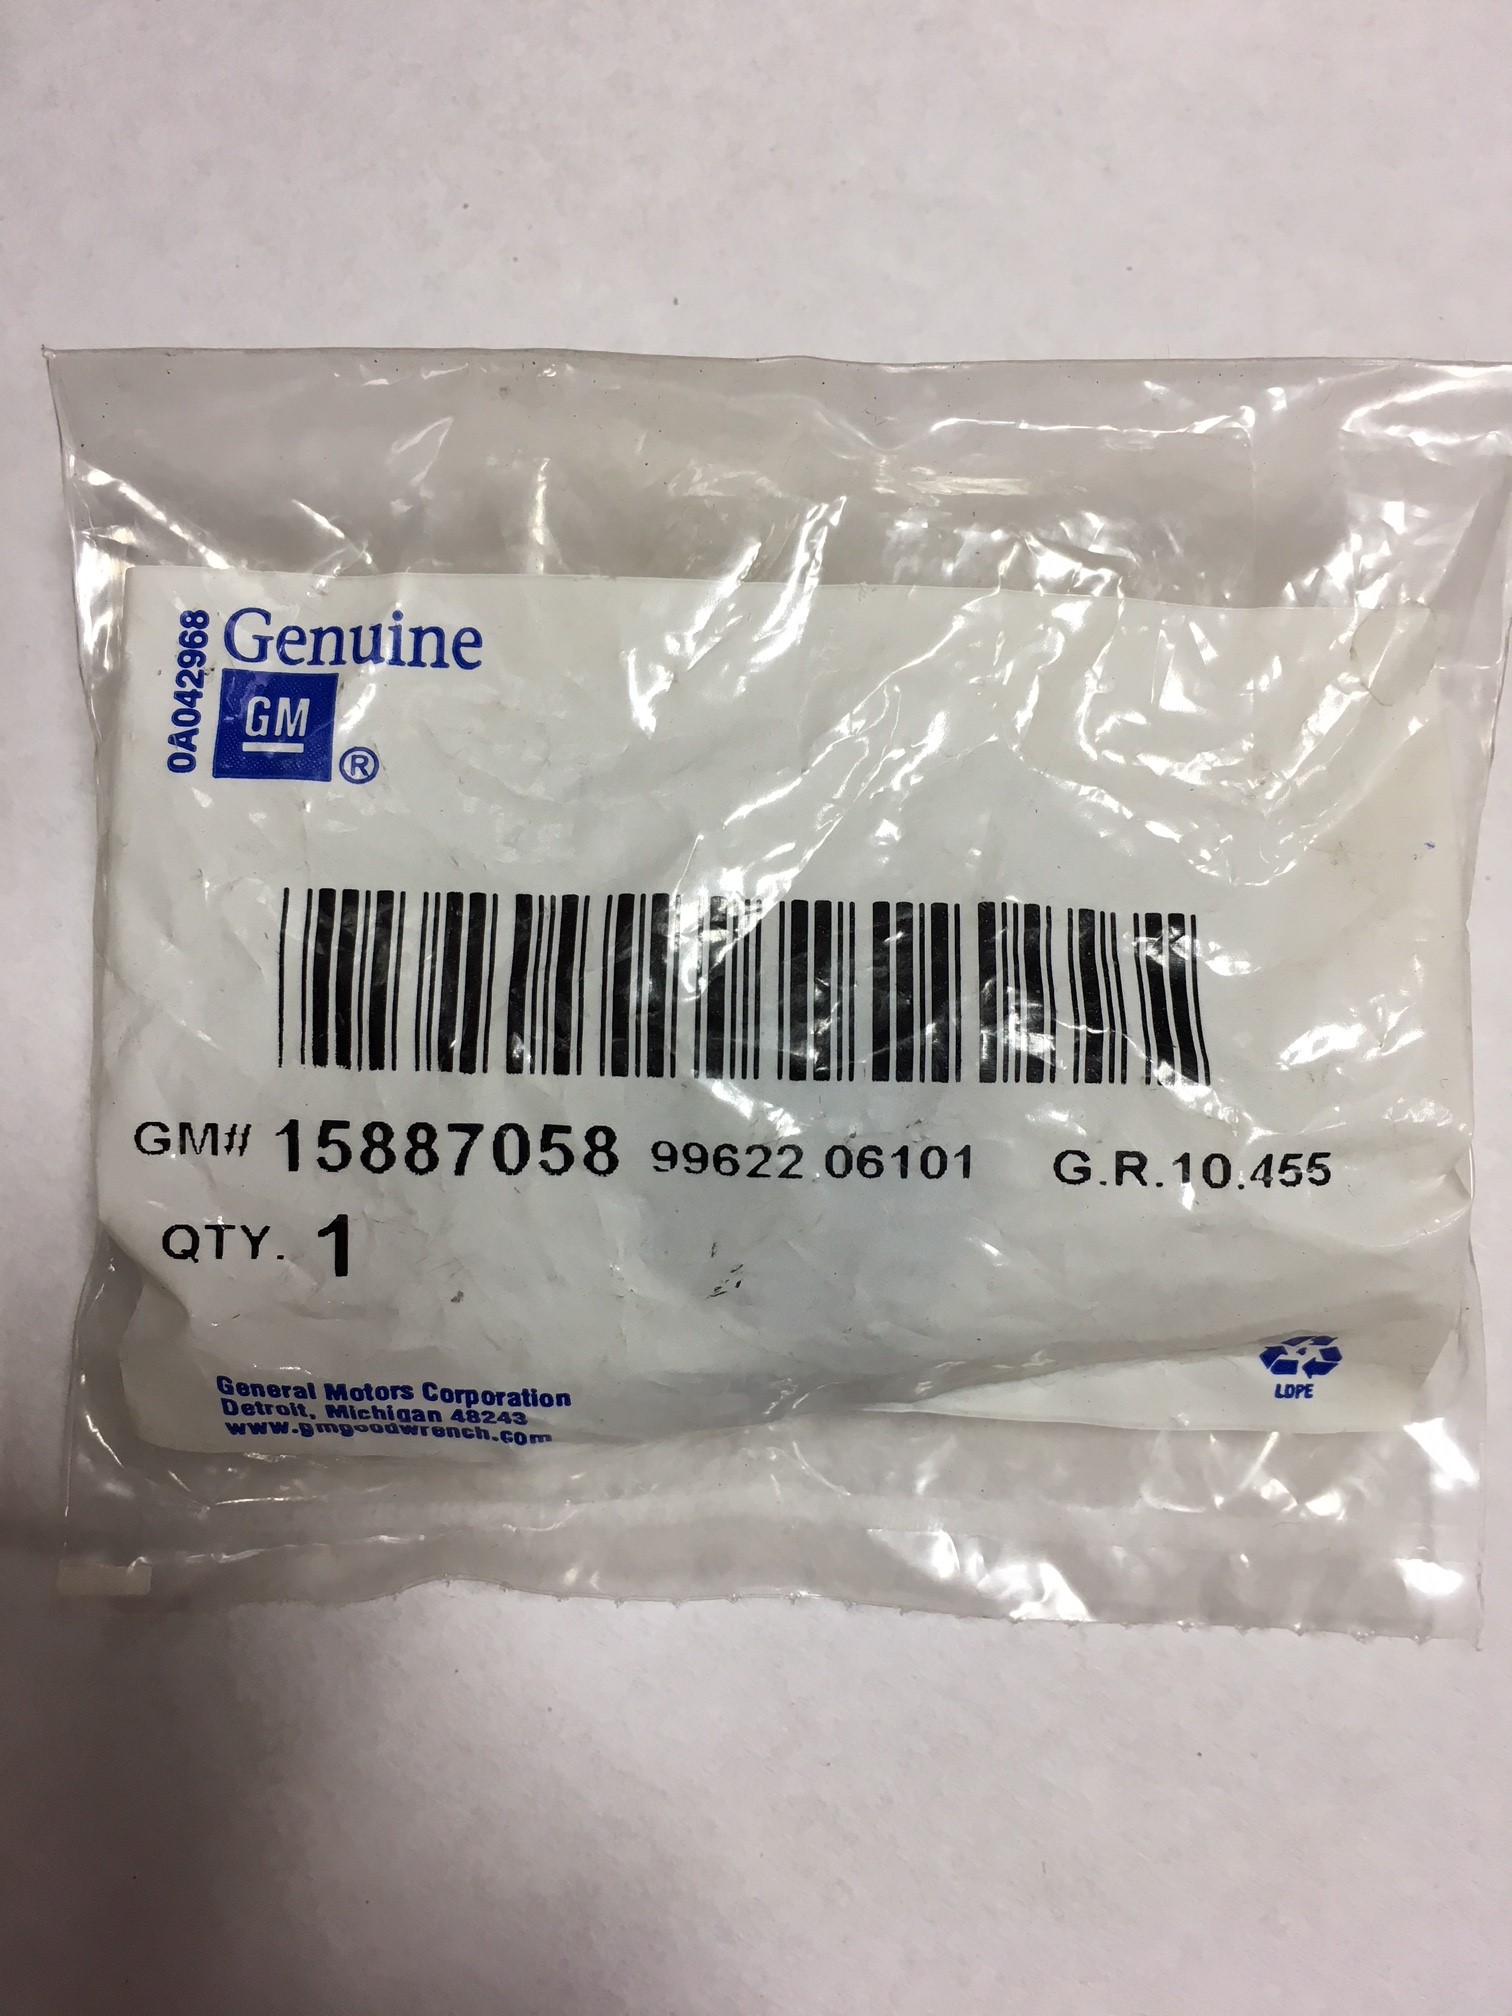 0A042968
Genuine
GM
®
GM# 15887058 99622 06101 G.R.10.455
QTY. 1
General Motors Corporation
Detroit, Michigan 48243
www.gmgoodwrench.com
LDPE